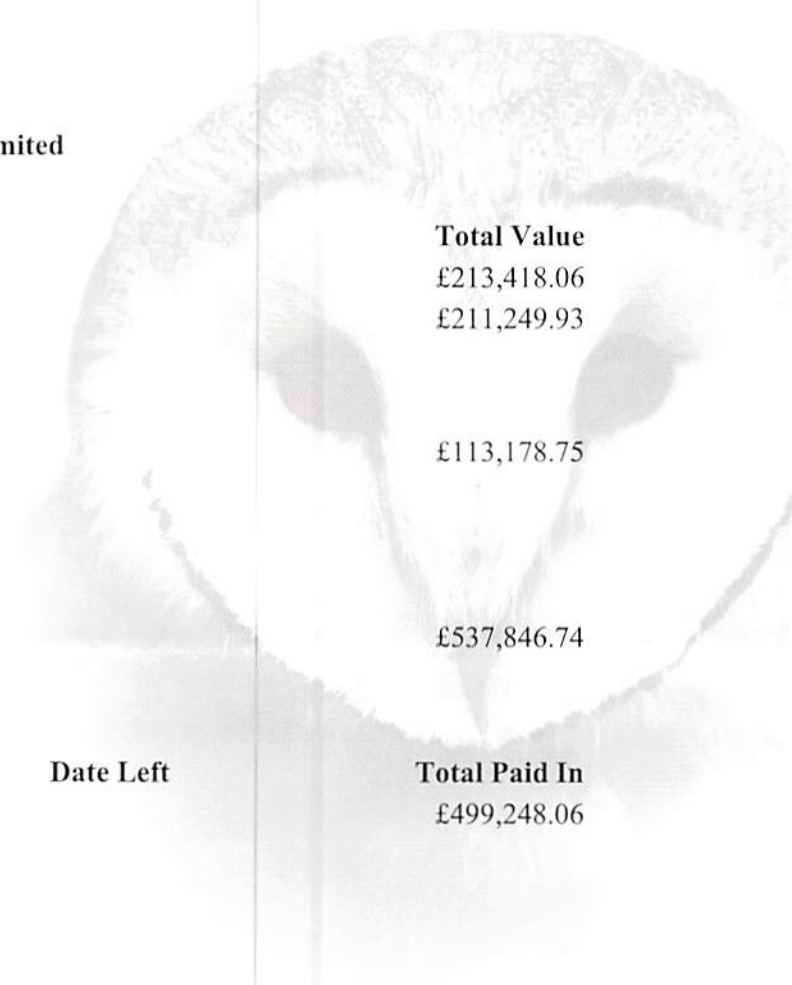 mited
Total Value
£213,418.06
£211,249.93
£113,178.75
£537,846.74
Date Left Total Paid In
£499,248.06